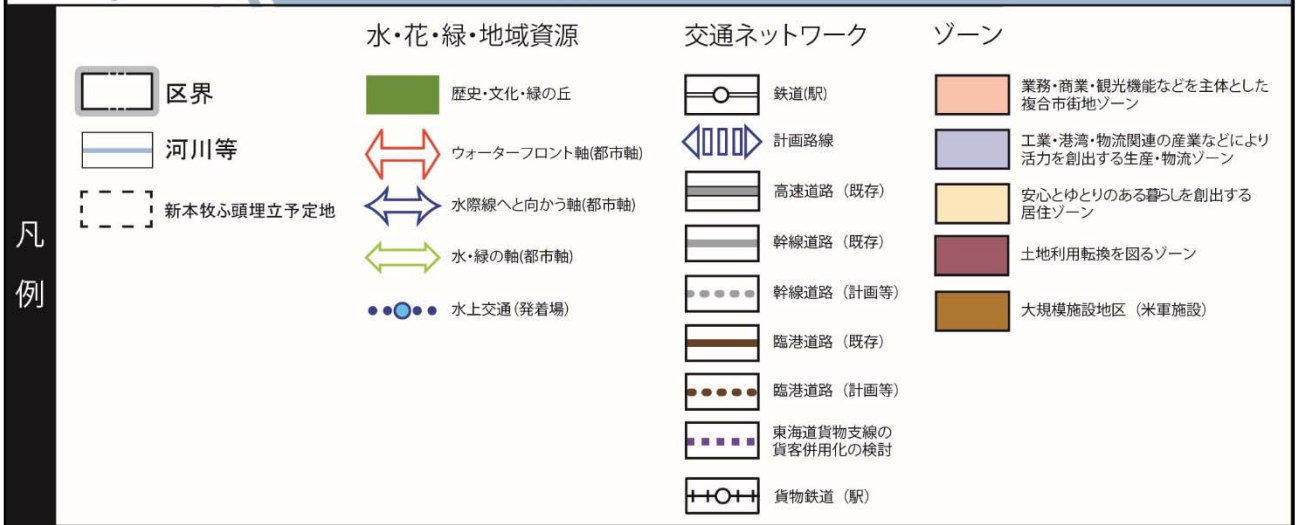 凡例
区界
河川等
新本牧ふ頭埋立予定地
水・花・緑・地域資源
歴史・文化・緑の丘
ウォーターフロント軸(都市軸)
水際線へと向かう軸(都市軸)
水・緑の軸(都市軸)
水上交通(発着場)
交通ネットワーク
鉄道(駅)
計画路線
高速道路（既存）
幹線道路（既存）
幹線道路（計画等）
臨港道路（既存）
臨港道路（計画等）
東海道貨物支線の
貨客併用化の検討
貨物鉄道（駅）
ゾーン
業務・商業・観光機能などを主体とした
複合市街地ゾーン
工業・港湾・物流関連の産業などにより
活力を創出する生産・物流ゾーン
安心とゆとりのある暮らしを創出する
居住ゾーン
土地利用転換を図るゾーン
大規模施設地区（米軍施設）